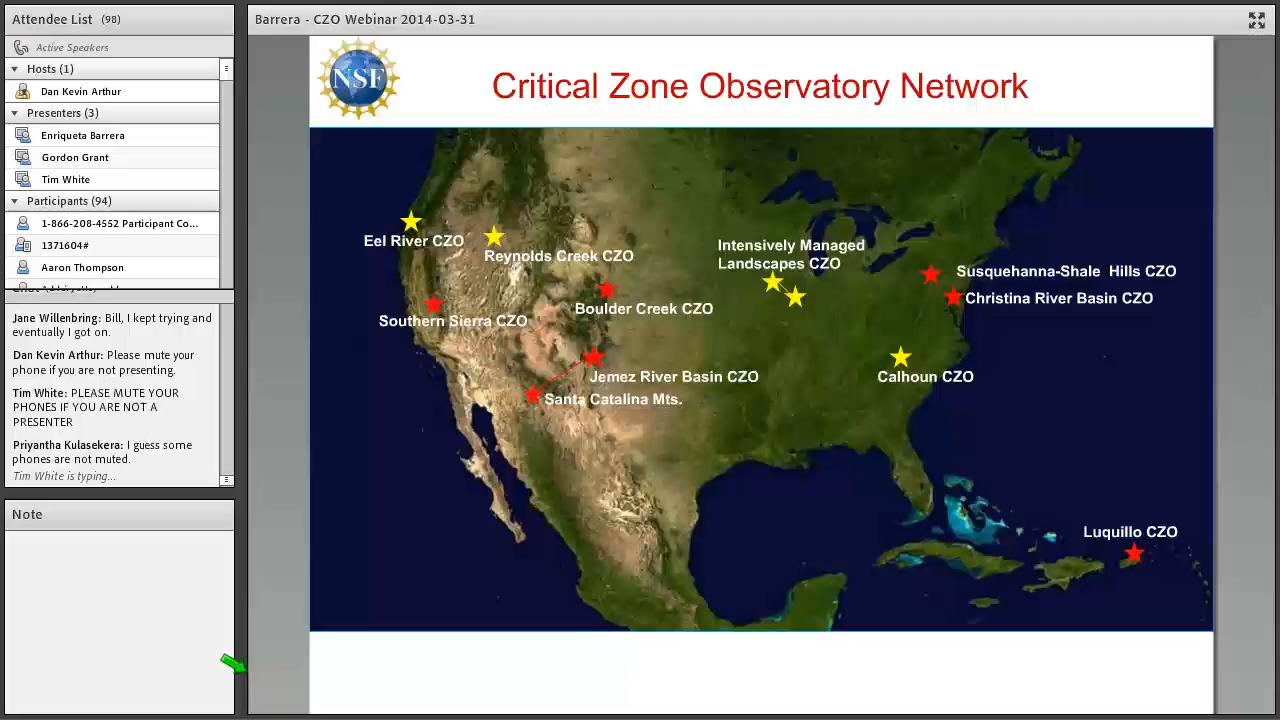 Attendee List (98)
Active Speakers
Hosts (1)
Dan Kevin Arthur
Presenters (3)
Enriqueta Barrera
Gordon Grant
Tim White
Participants (94)
1-866-208-4552 Participant Co...
1371604#
Aaron Thompson
Jane Willenbring: Bill, I kept trying and
eventually I got on.
Dan Kevin Arthur: Please mute your
phone if you are not presenting.
Tim White: PLEASE MUTE YOUR
PHONES IF YOU ARE NOT A
PRESENTER
Priyantha Kulasekera: I guess some
phones are not muted.
Tim White is typing...
Note
Barrera - CZO Webinar 2014-03-31
NSF
Critical Zone Observatory Network
Eel River CZO
Reynolds Creek CZO
Intensively Managed
Landscapes CZO
Susquehanna-Shale Hills CZO
Christina River Basin CZO
Boulder Creek CZO
Southern Sierra CZO
Jemez River Basin CZO
Santa Catalina Mts.
Calhoun CZO
Luquillo CZO